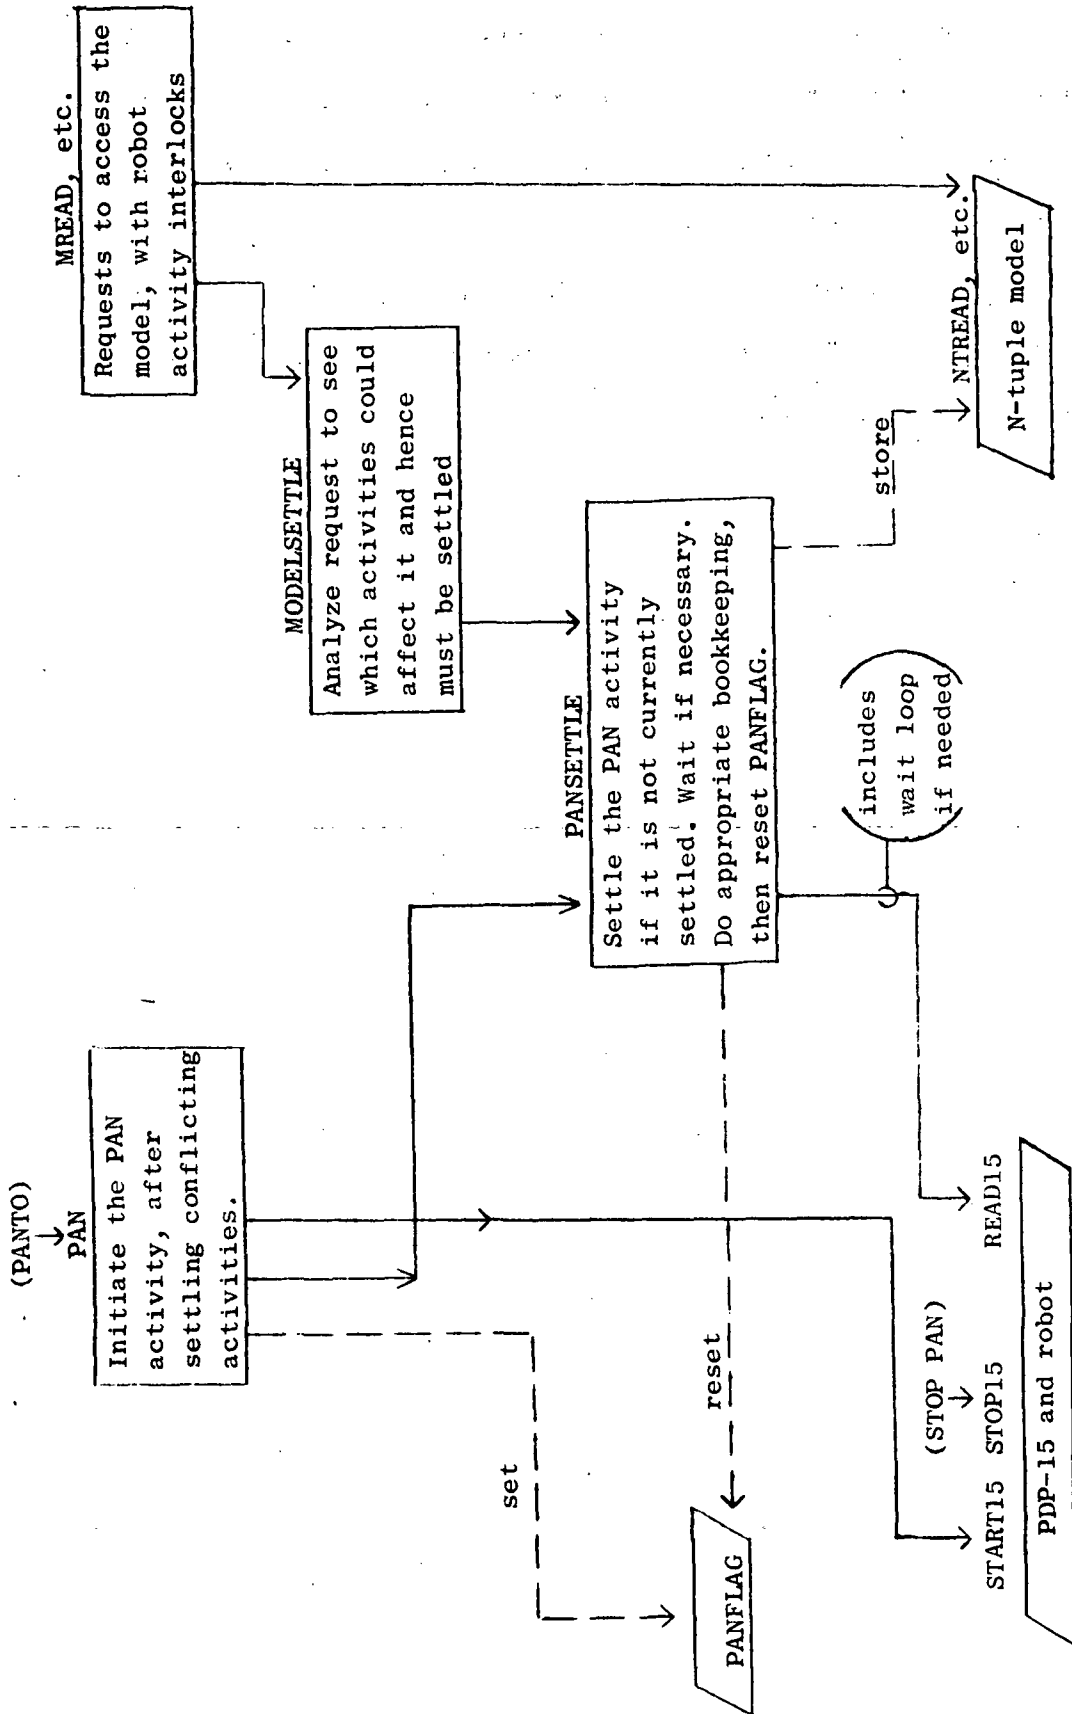 (PANTO)
PAN
Initiate the PAN
activity, after
settling conflicting
activities.
MREAD, etc.
Requests to access the
model, with robot
activity interlocks
MODELSETTLE
Analyze request to see
which activities could
affect it and hence
must be settled
PANSETTLE
Settle the PAN activity
if it is not currently
settled. Wait if necessary.
Do appropriate bookkeeping,
then reset PANFLAG.
set
reset
store
(includes
wait loop
if needed)
PANFLAG
(STOP PAN)
START15 STOP15
READ15
NTREAD, etc.
PDP-15 and robot
N-tuple model